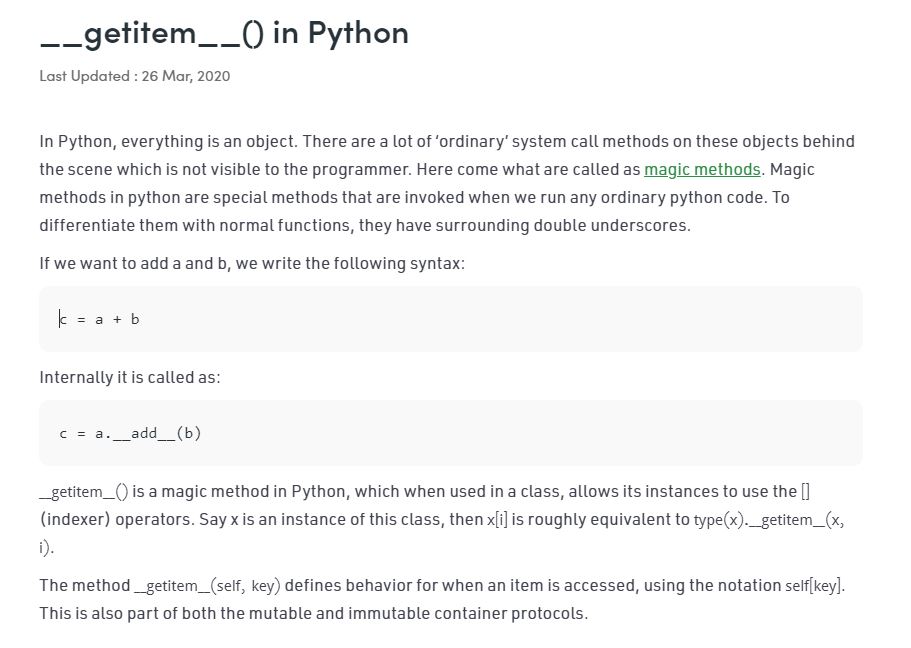 __getitem__() in Python
Last Updated : 26 Mar, 2020
In Python, everything is an object. There are a lot of ‘ordinary’ system call methods on these objects behind
the scene which is not visible to the programmer. Here come what are called as magic methods. Magic
methods in python are special methods that are invoked when we run any ordinary python code. To
differentiate them with normal functions, they have surrounding double underscores.
If we want to add a and b, we write the following syntax:
c = a + b
Internally it is called as:
c = a.__add__(b)
__getitem__() is a magic method in Python, which when used in a class, allows its instances to use the []
(indexer) operators. Say x is an instance of this class, then x[i] is roughly equivalent to type(x).__getitem__(x,
i).
The method __getitem__(self, key) defines behavior for when an item is accessed, using the notation self[key].
This is also part of both the mutable and immutable container protocols.